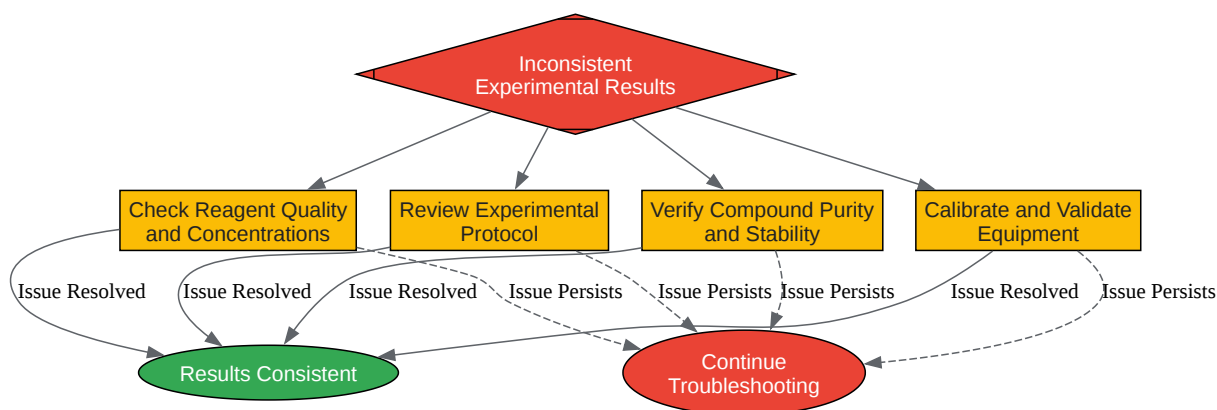 Inconsistent
Experimental Results
Check Reagent Quality
and Concentrations
Review Experimental
Protocol
Verify Compound Purity
and Stability
Calibrate and Validate
Equipment
Issue Resolved
Issue Resolved
Issue Resolved
Issue Persists
Issue Persists
Issue Persists
Issue Resolved
Issue Persists
Results Consistent
Continue
Troubleshooting